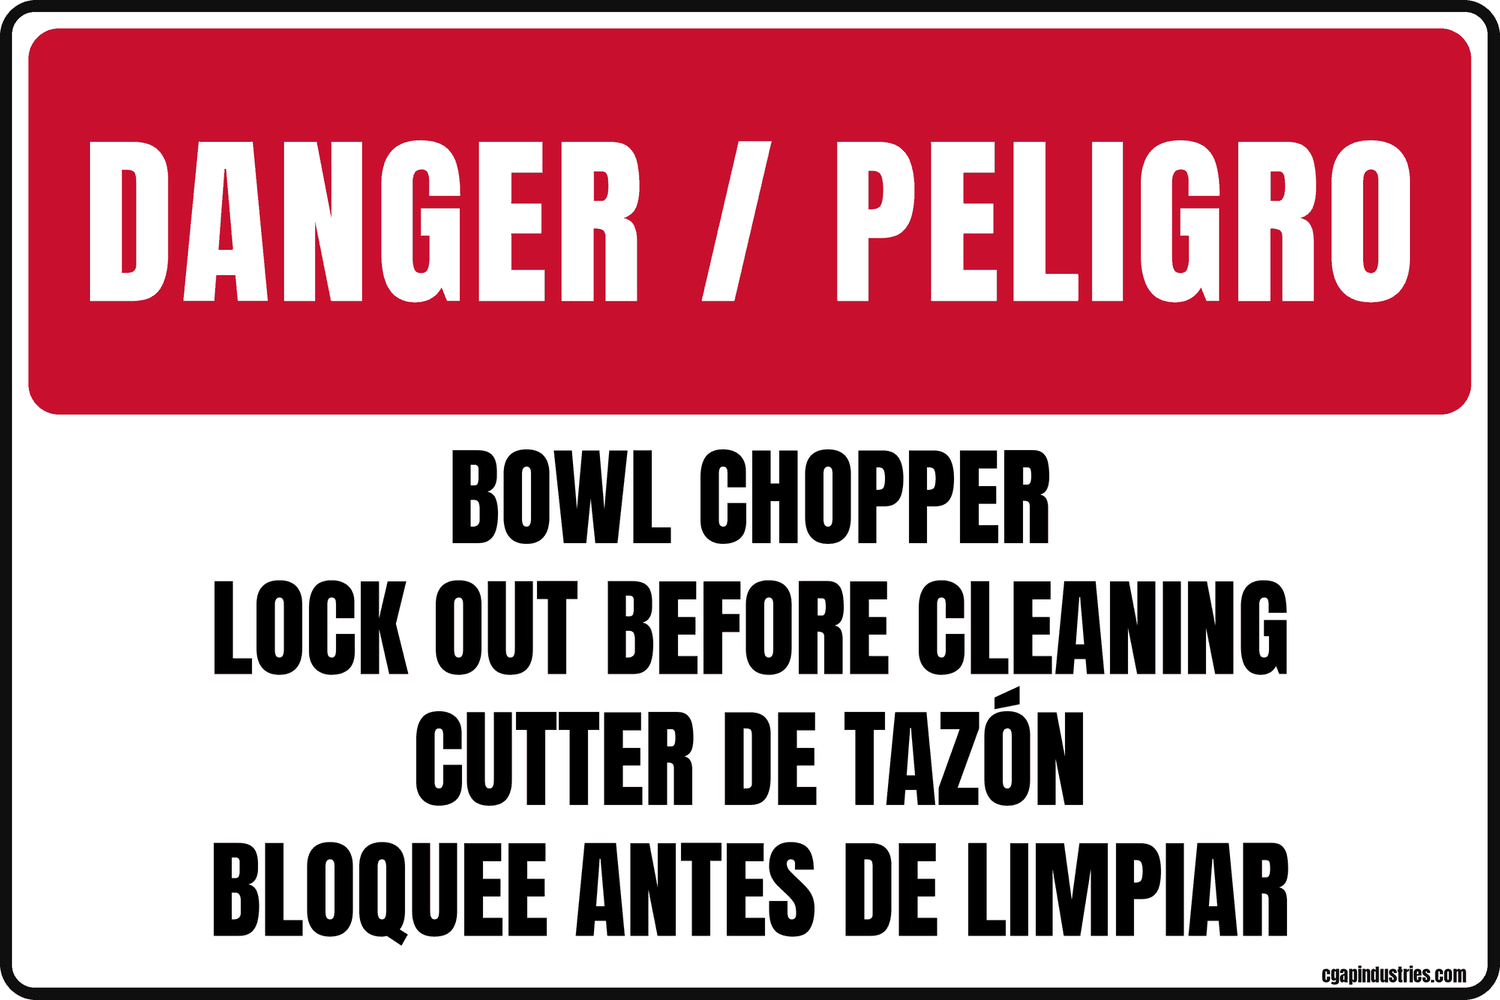 DANGER / PELIGRO
BOWL CHOPPER
LOCK OUT BEFORE CLEANING
CUTTER DE TAZÓN
BLOQUEE ANTES DE LIMPIAR
cgapindustries.com